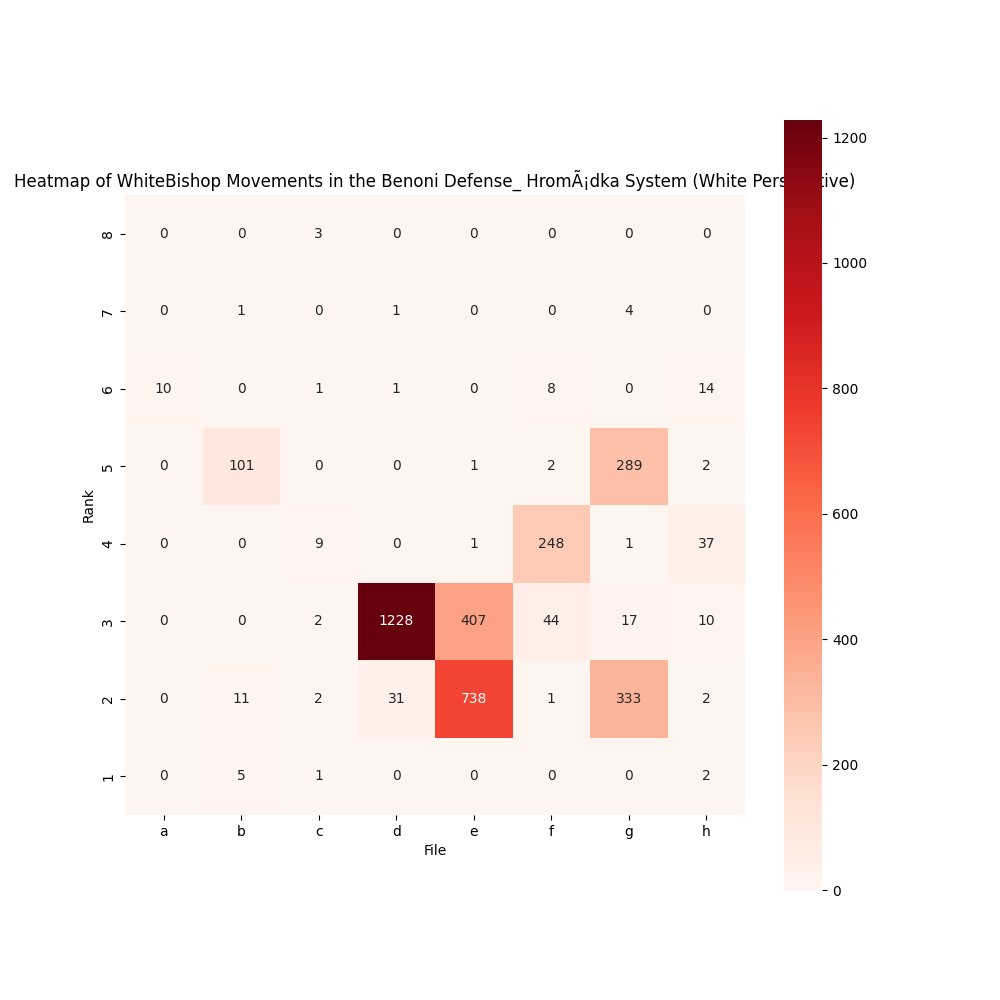 1200
Heatmap of WhiteBishop Movements in the Benoni Defense_ HromÃ¡dka System (White Pers tive)
8 0 0 3 0 0 0 0 0
1000
7 0 1 0 1 0 0 4 0
6 10 0 1 1 0 8 0 14
800
5 0 101 0 0 1 2 289 2
Rank
600
4 0 0 9 0 1 248 1 37
3 0 0 2 1228 407 44 17 10
400
2 0 11 2 31 738 1 333 2
200
1 0 5 1 0 0 0 0 2
a b c d e f g h
File
0